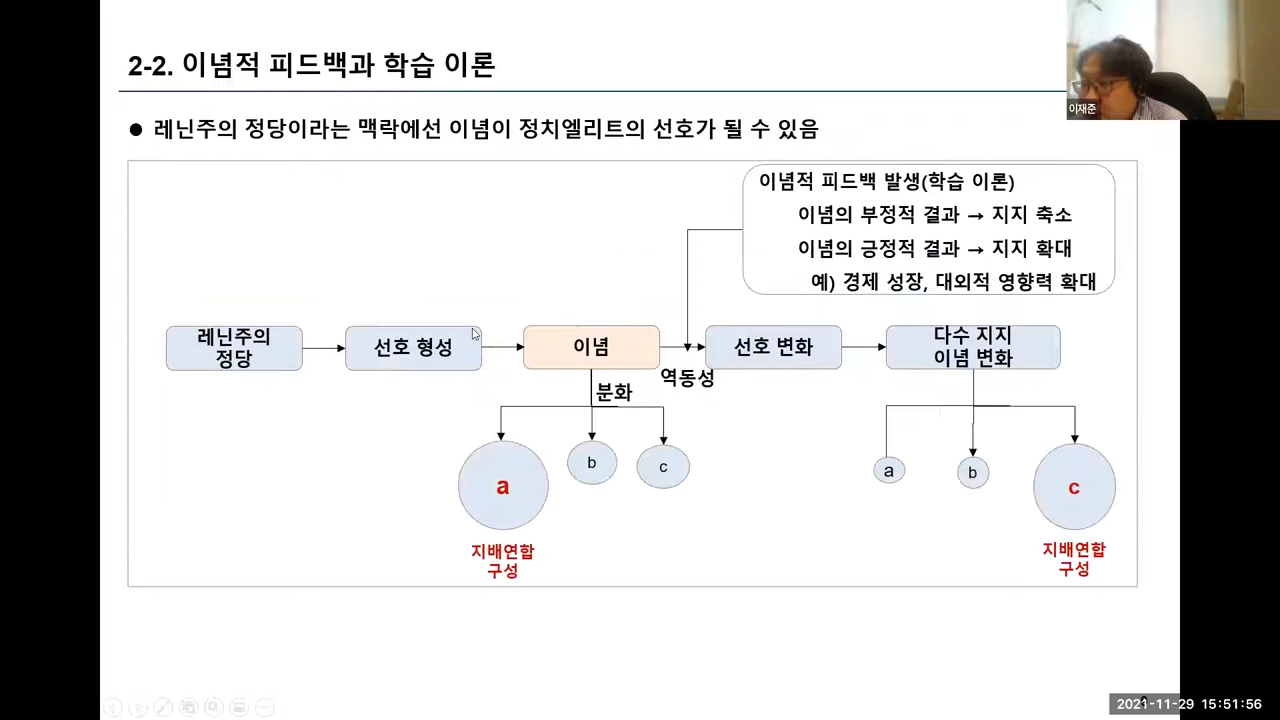 2-2. 이념적 피드백과 학습 이론
이재준
● 레닌주의 정당이라는 맥락에선 이념이 정치엘리트의 선호가 될 수 있음
이념적 피드백 발생(학습 이론)
이념의 부정적 결과 → 지지 축소
이념의 긍정적 결과 → 지지 확대
예) 경제 성장, 대외적 영향력 확대
레닌주의
정당
선호 형성
이념
선호 변화
다수 지지
이념 변화
역동성
분화
a
b
c
a
b
c
지배연합
구성
지배연합
구성
2021-11-29 15:51:56